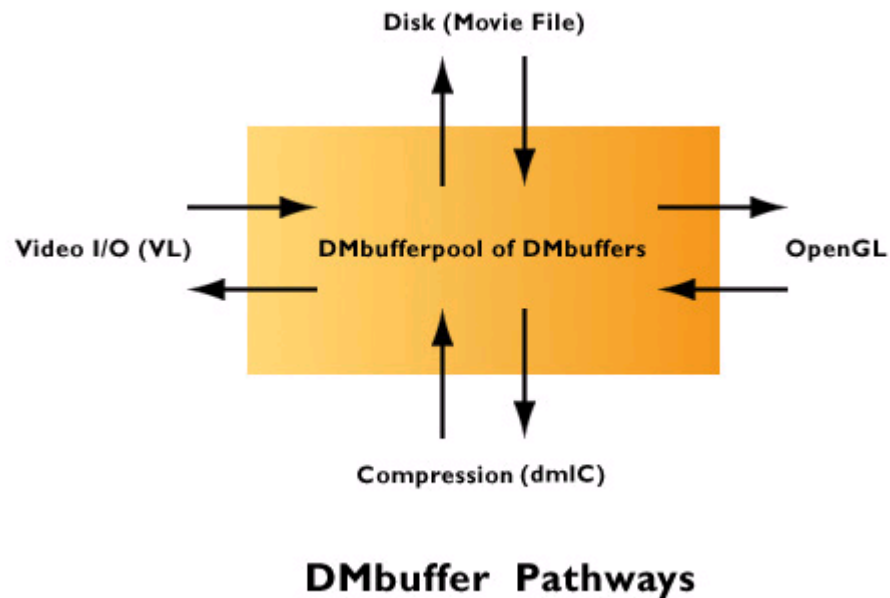 Disk (Movie File)
Video I/O (VL)
DMbufferpool of DMbuffers
OpenGL
Compression (dmIC)
DMbuffer Pathways